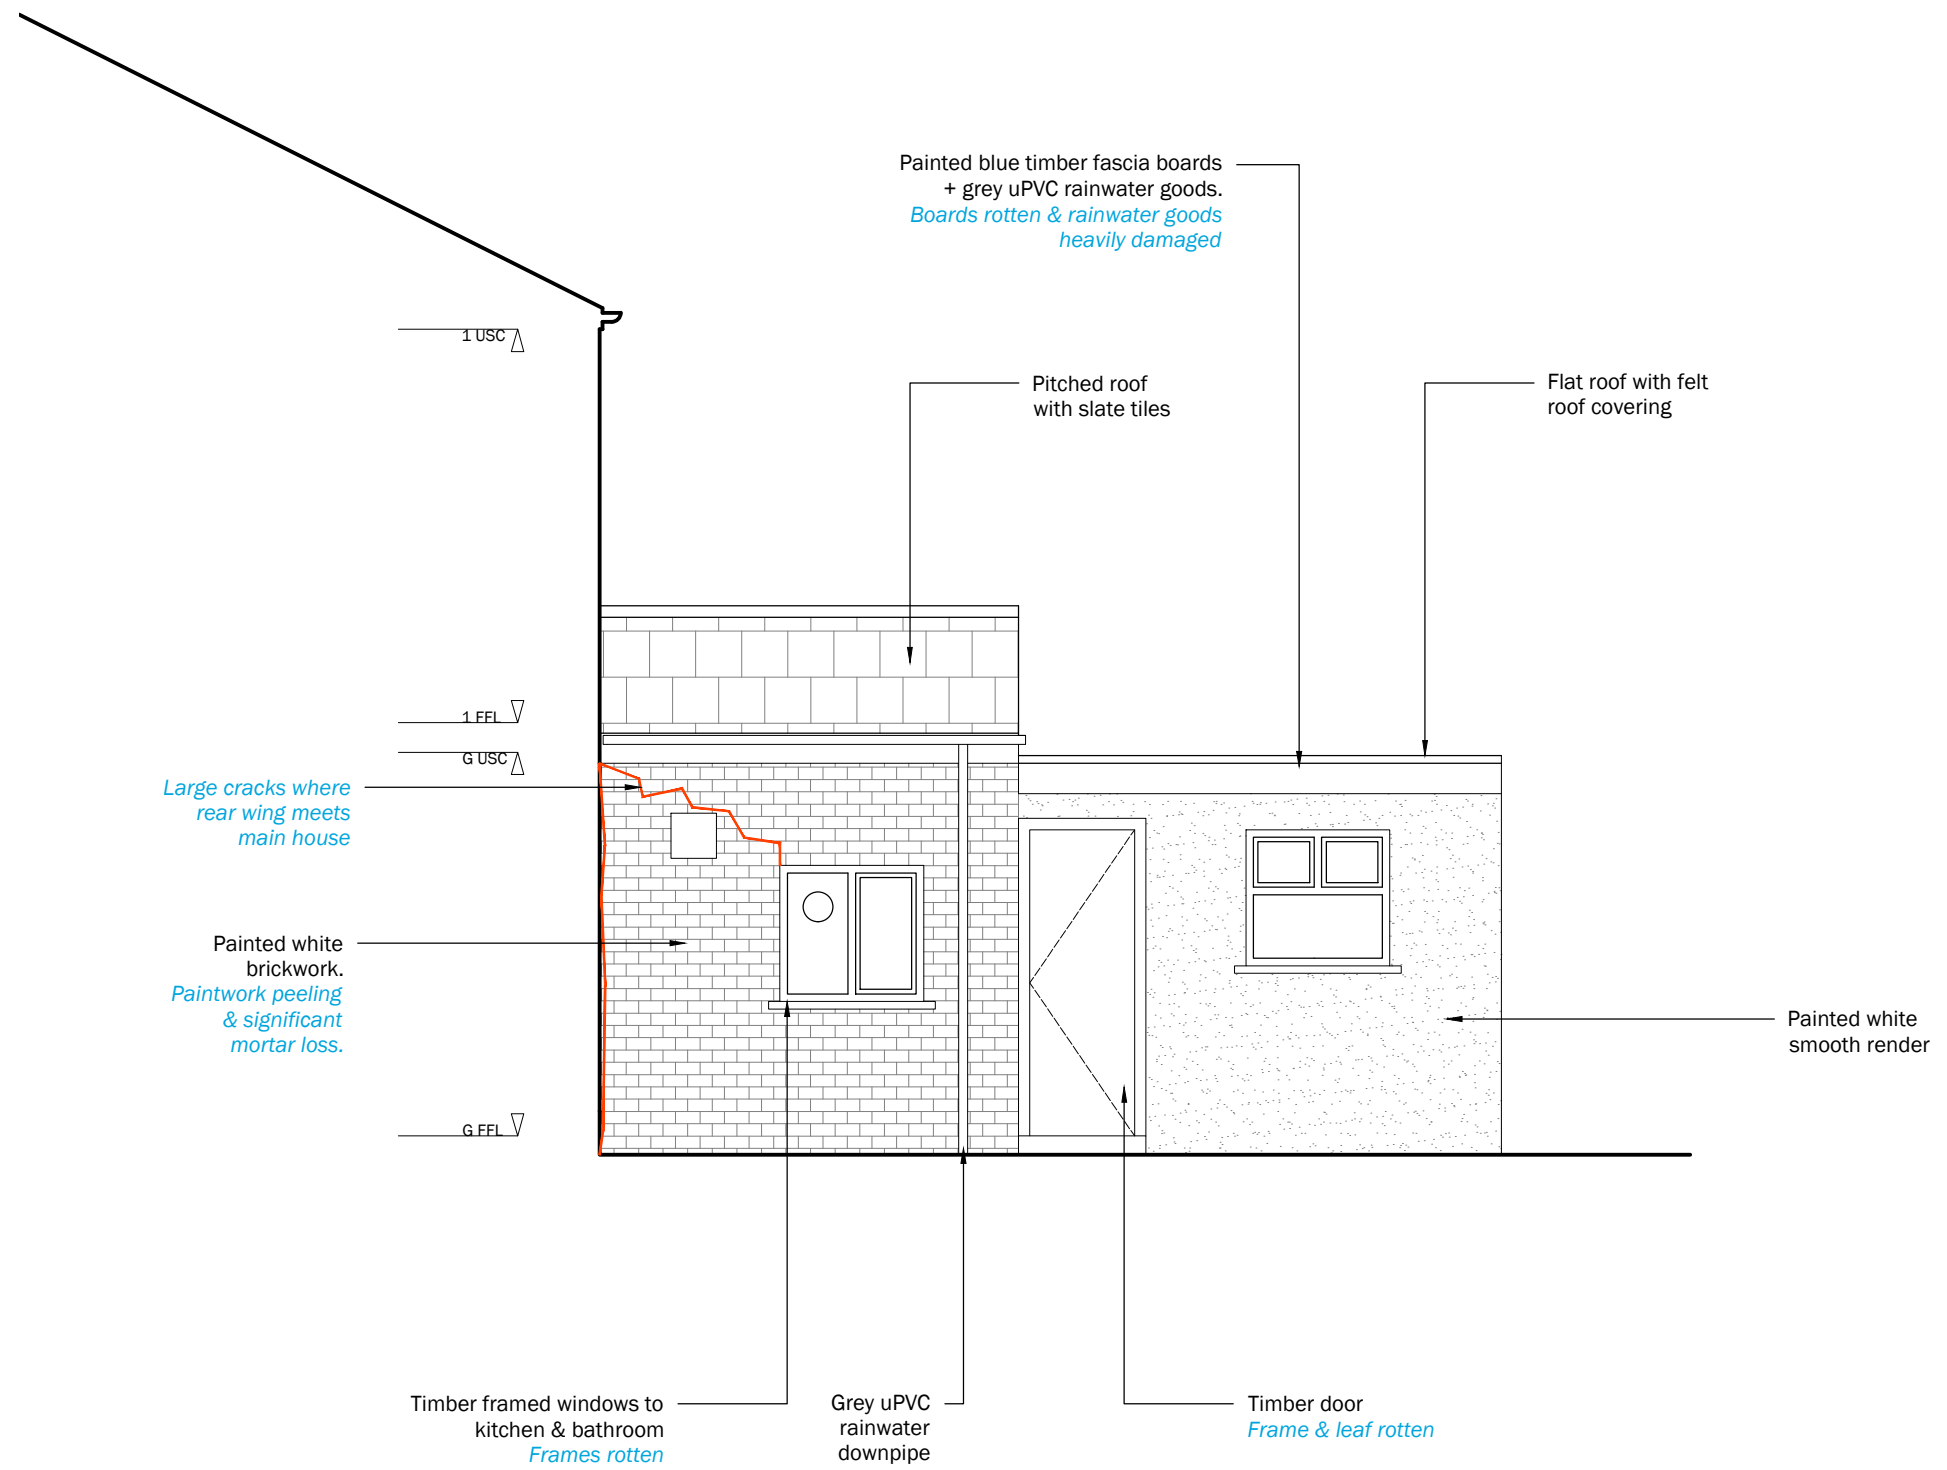 Painted blue timber fascia boards
+ grey uPVC rainwater goods.
Boards rotten & rainwater goods
heavily damaged
1 USC
Pitched roof
with slate tiles
Flat roof with felt
roof covering
1 FFL
G USC
Large cracks where
rear wing meets
main house
Painted white
brickwork.
Paintwork peeling
& significant
mortar loss.
Painted white
smooth render
G FFL
Timber framed windows to
kitchen & bathroom
Frames rotten
Grey uPVC
rainwater
downpipe
Timber door
Frame & leaf rotten